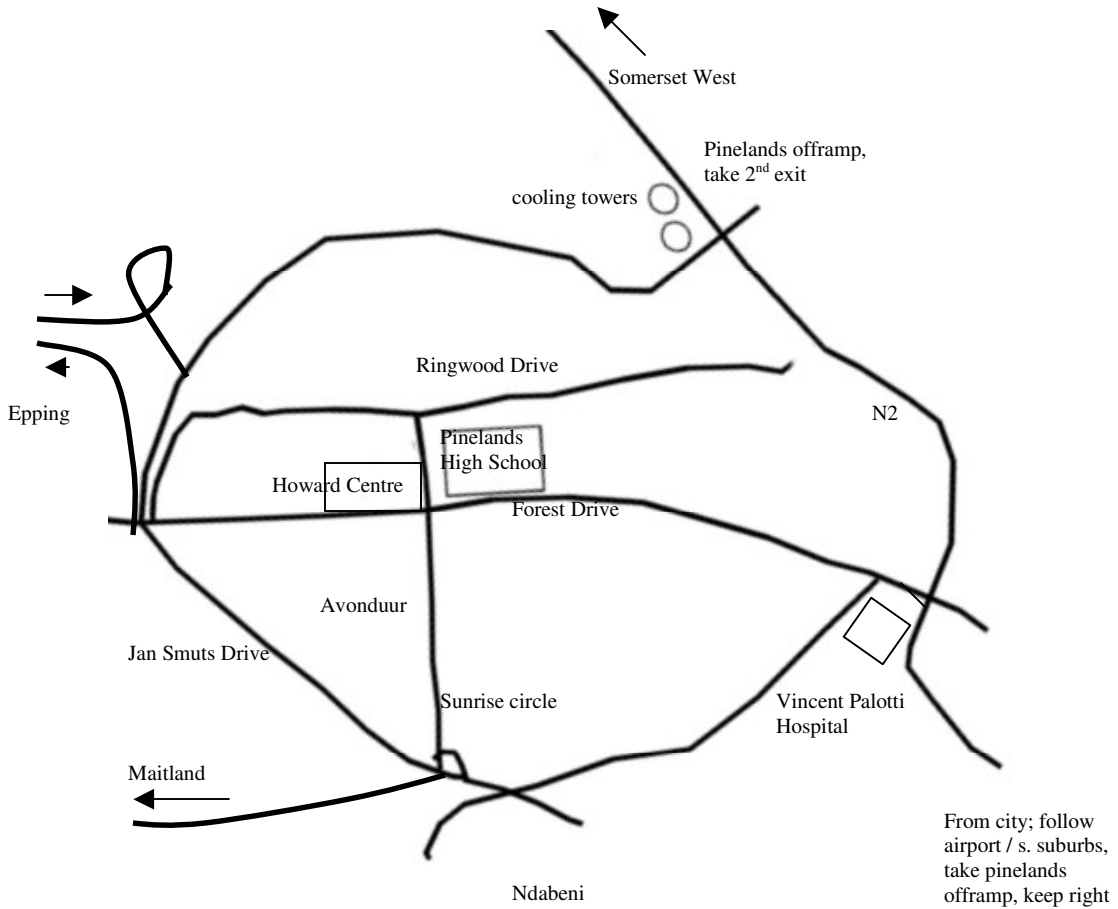 Somerset West
Pinelands offramp,
take 2nd exit
cooling towers
Ringwood Drive
Epping
N2
Pinelands
High School
Howard Centre
Forest Drive
Avonduur
Jan Smuts Drive
Sunrise circle
Vincent Palotti
Hospital
Maitland
From city; follow
airport / s. suburbs,
take pinelands
offramp, keep right
Ndabeni